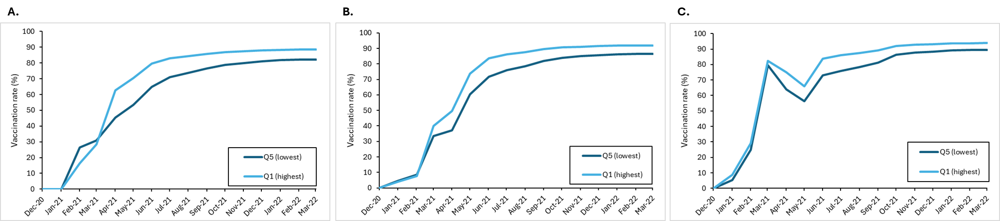 A.
100
90
80
70
60
50
40
30
20
10
0
Vaccination rate (%)
Dec-20
Jan-21
Feb-21
Mar-21
Apr-21
May-21
Jun-21
Jul-21
Aug-21
Sep-21
Oct-21
Nov-21
Dec-21
Jan-22
Feb-22
Mar-22
Q5 (lowest)
Q1 (highest)
B.
100
90
80
70
60
50
40
30
20
10
0
Vaccination rate (%)
Dec-20
Jan-21
Feb-21
Mar-21
Apr-21
May-21
Jun-21
Jul-21
Aug-21
Sep-21
Oct-21
Nov-21
Dec-21
Jan-22
Feb-22
Mar-22
Q5 (lowest)
Q1 (highest)
C.
100
90
80
70
60
50
40
30
20
10
0
Vaccination rate (%)
Dec-20
Jan-21
Feb-21
Mar-21
Apr-21
May-21
Jun-21
Jul-21
Aug-21
Sep-21
Oct-21
Nov-21
Dec-21
Jan-22
Feb-22
Mar-22
Q5 (lowest)
Q1 (highest)